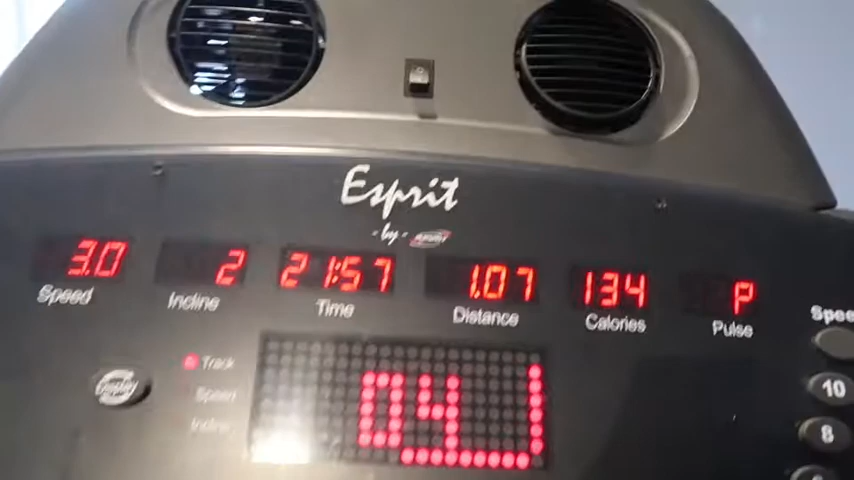 Esprit
- by -
3.0 2 21:57 1.07 134 P
Speed Incline Time Distance Calories Pulse
Track
Speed
Incline
Display
04
10
8